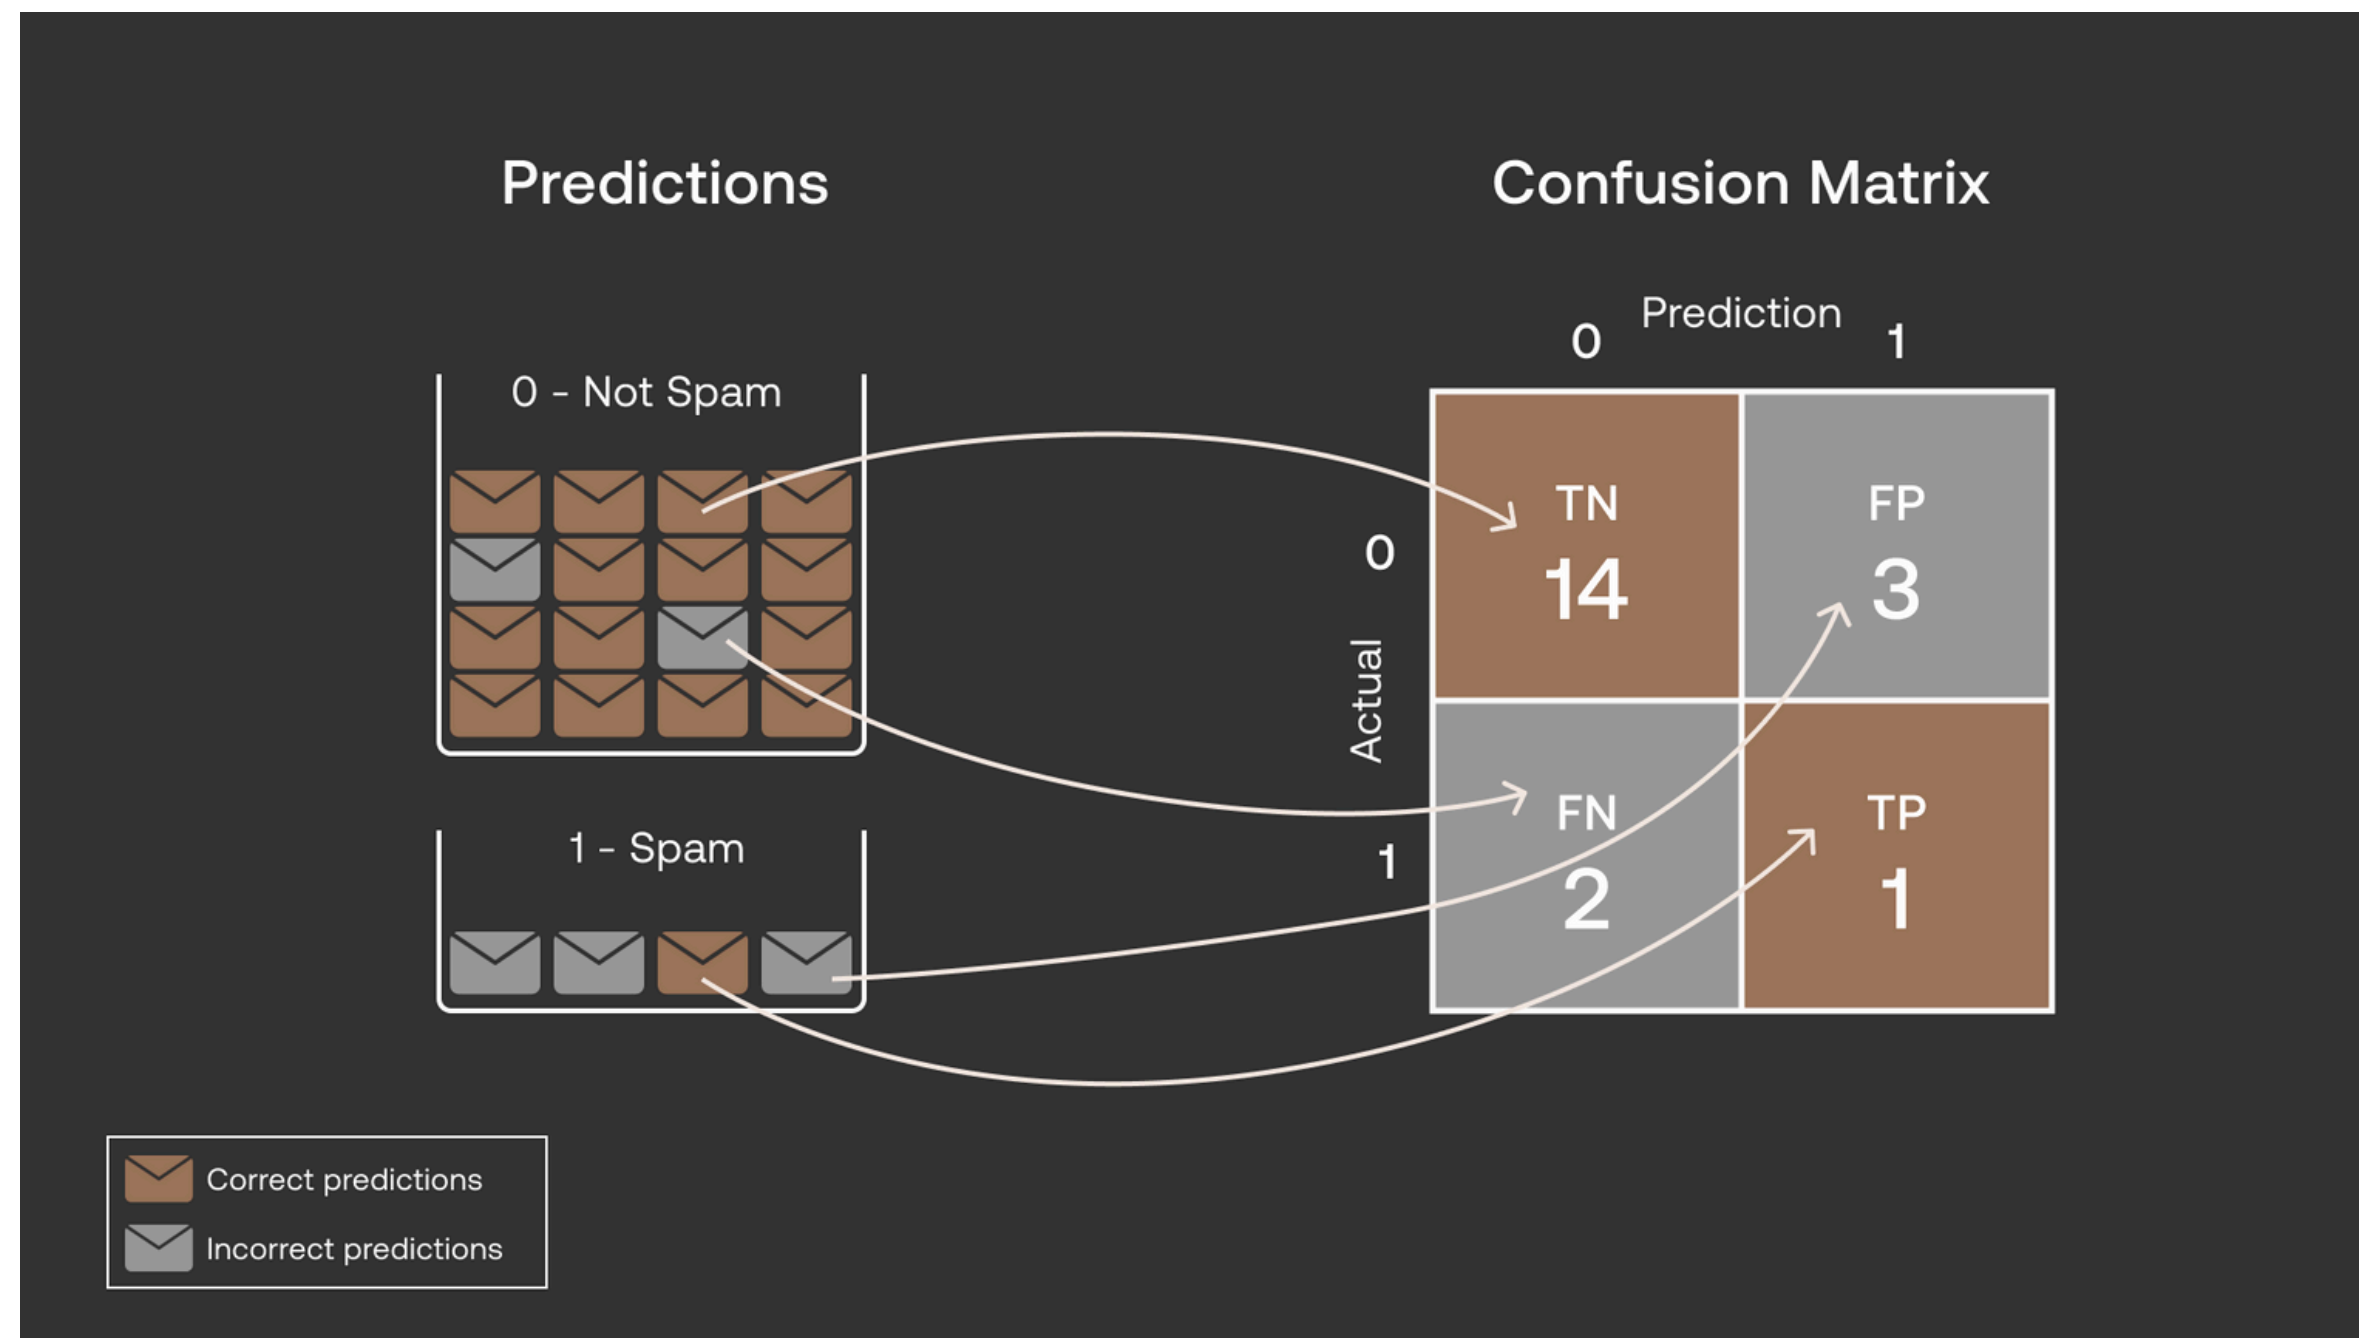 Predictions
Confusion Matrix
0 - Not Spam
1 - Spam
Prediction
0 1
Actual
0
1
TN
14
FP
3
FN
2
TP
1
Correct predictions
Incorrect predictions